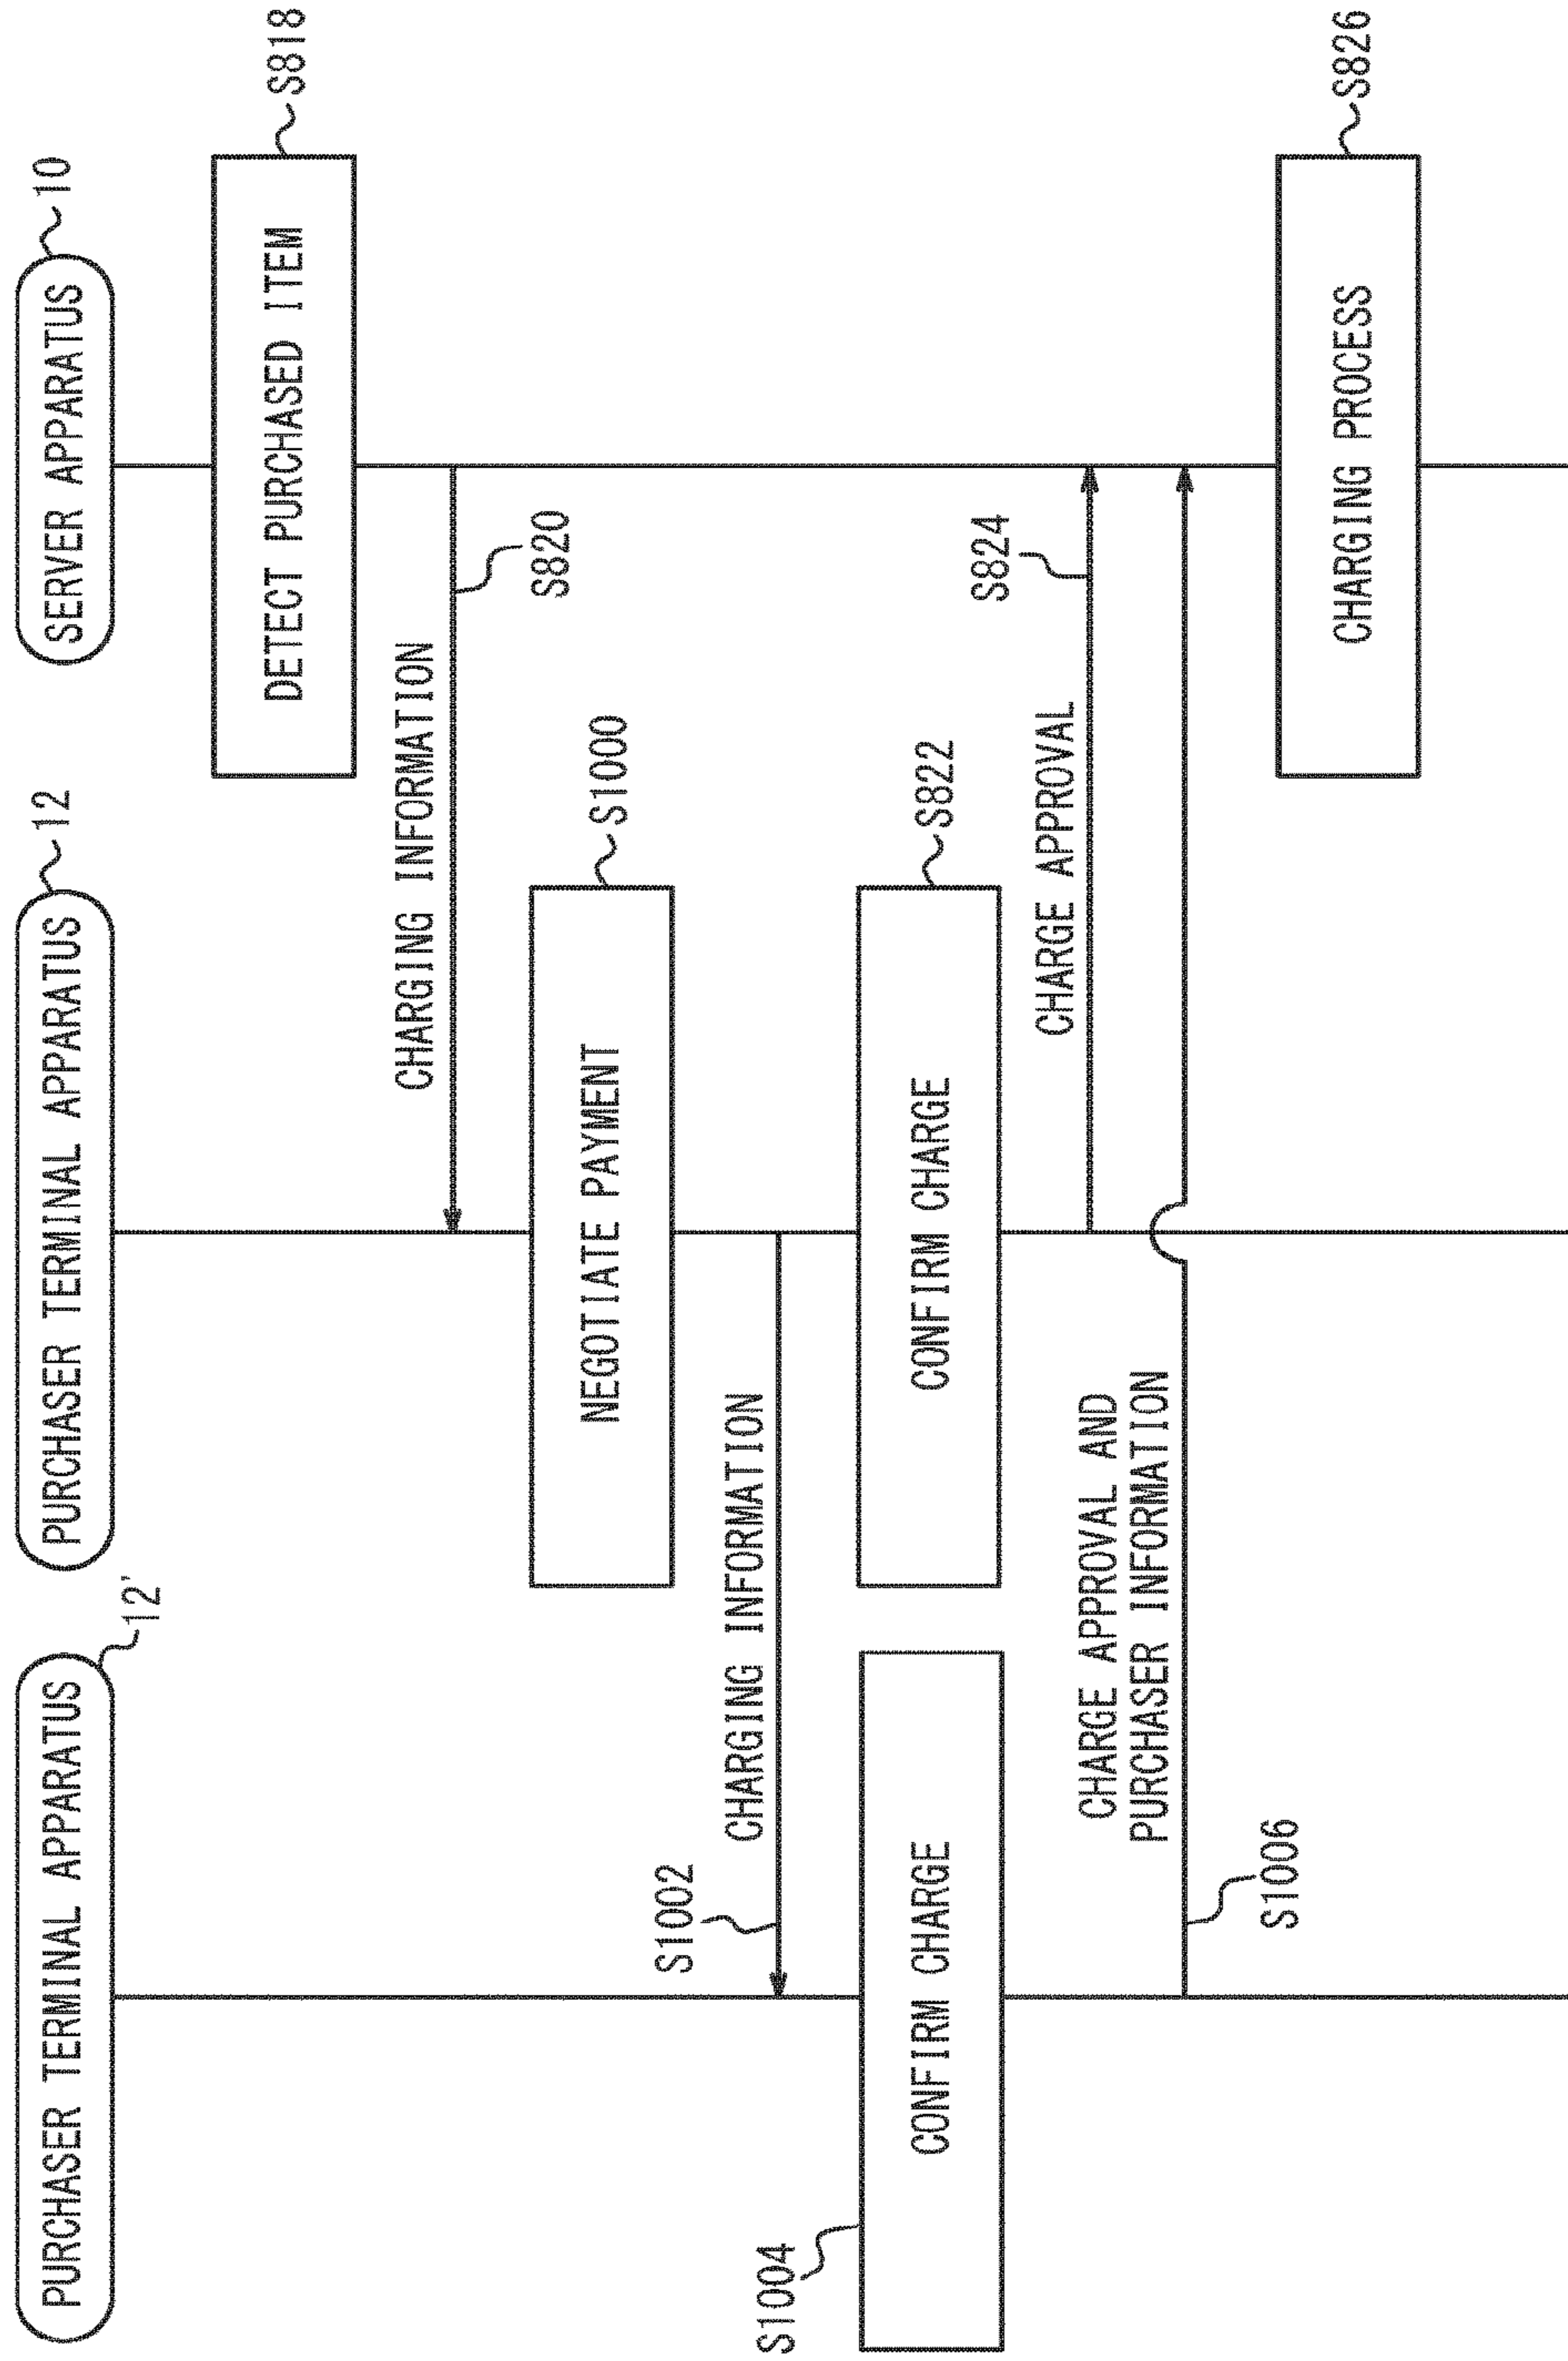 PURCHASER TERMINAL APPARATUS
12'
PURCHASER TERMINAL APPARATUS
12
SERVER APPARATUS
10
DETECT PURCHASED ITEM
S818
CHARGING INFORMATION
S820
NEGOTIATE PAYMENT
S1000
S1002
CHARGING INFORMATION
S1004
CONFIRM CHARGE
CONFIRM CHARGE
S822
CHARGE APPROVAL
S824
CHARGE APPROVAL AND
PURCHASER INFORMATION
S1006
CHARGING PROCESS
S826